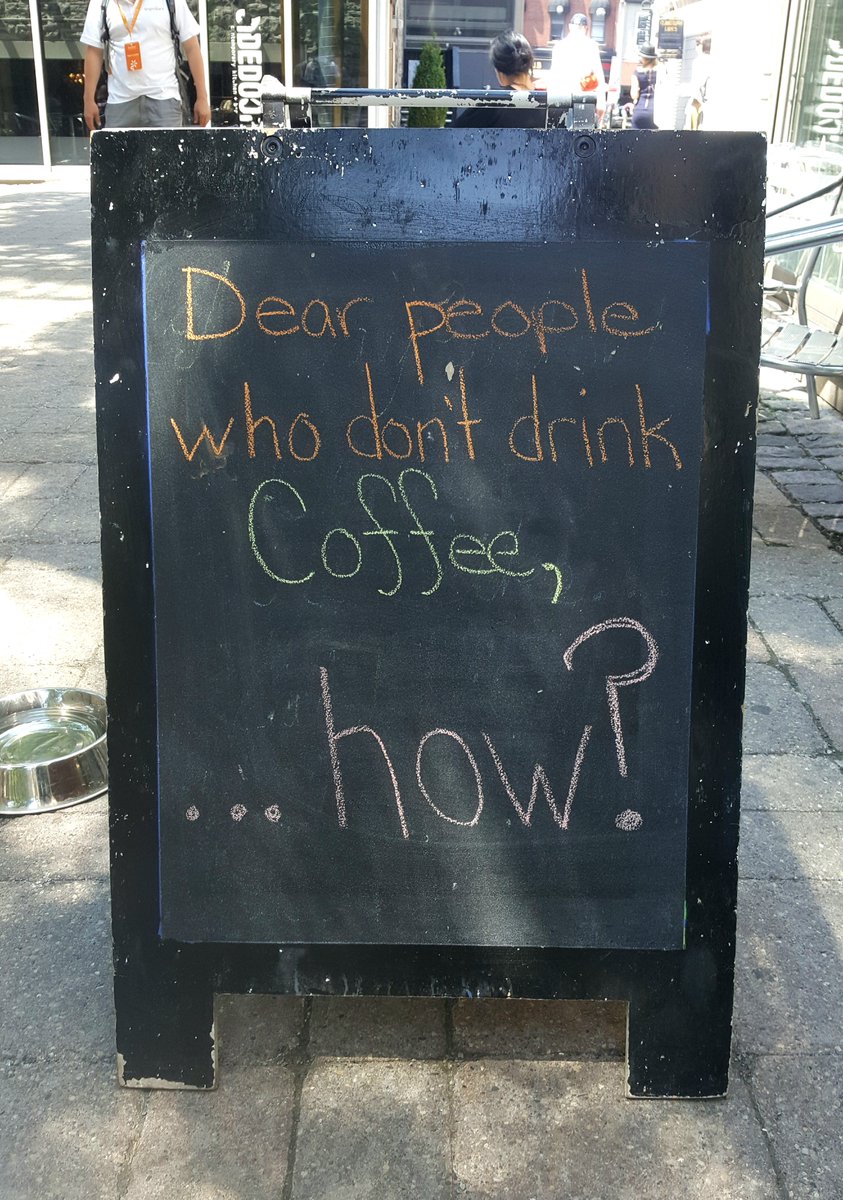 Dear people
who don't drink
Coffee,
... how?